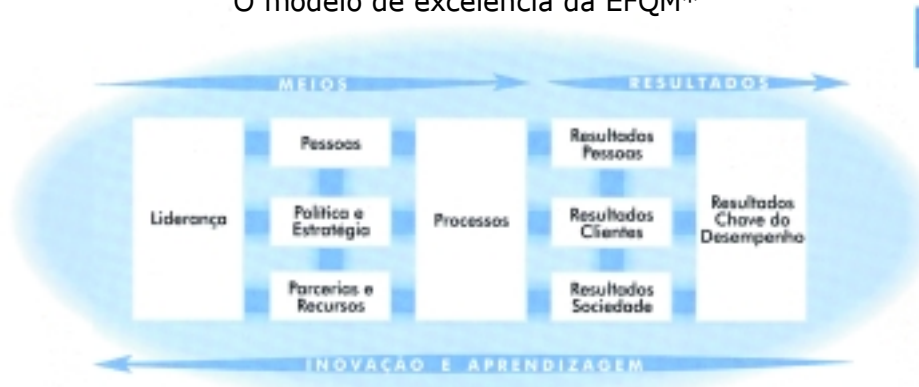 O modelo de excelência da EFQM*
MEIOS
RESULTADOS
Liderança
Pessoas
Política e
Estratégia
Parcerias e
Recursos
Processos
Resultados
Pessoas
Resultados
Clientes
Resultados
Sociedade
Resultados
Chave do
Desempenho
INOVAÇÃO E APRENDIZAGEM